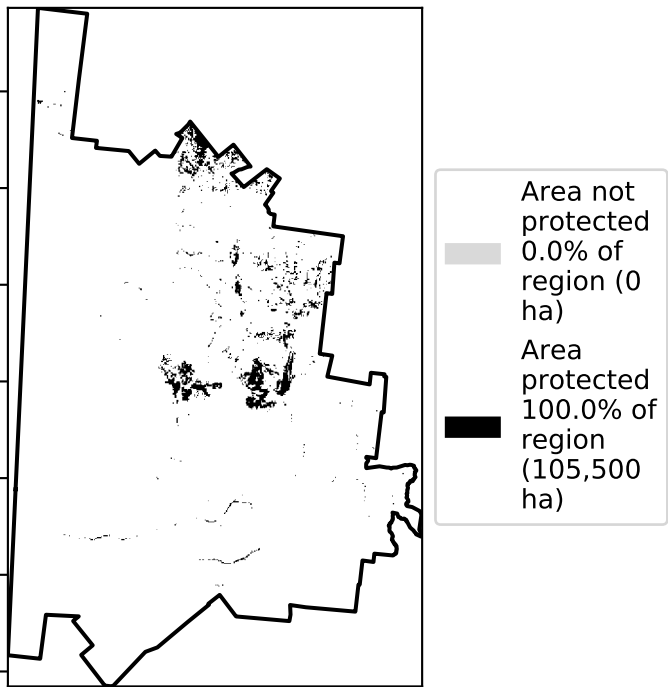 Area not
protected
0.0% of
region (0
ha)
Area
protected
100.0% of
region
(105,500
ha)